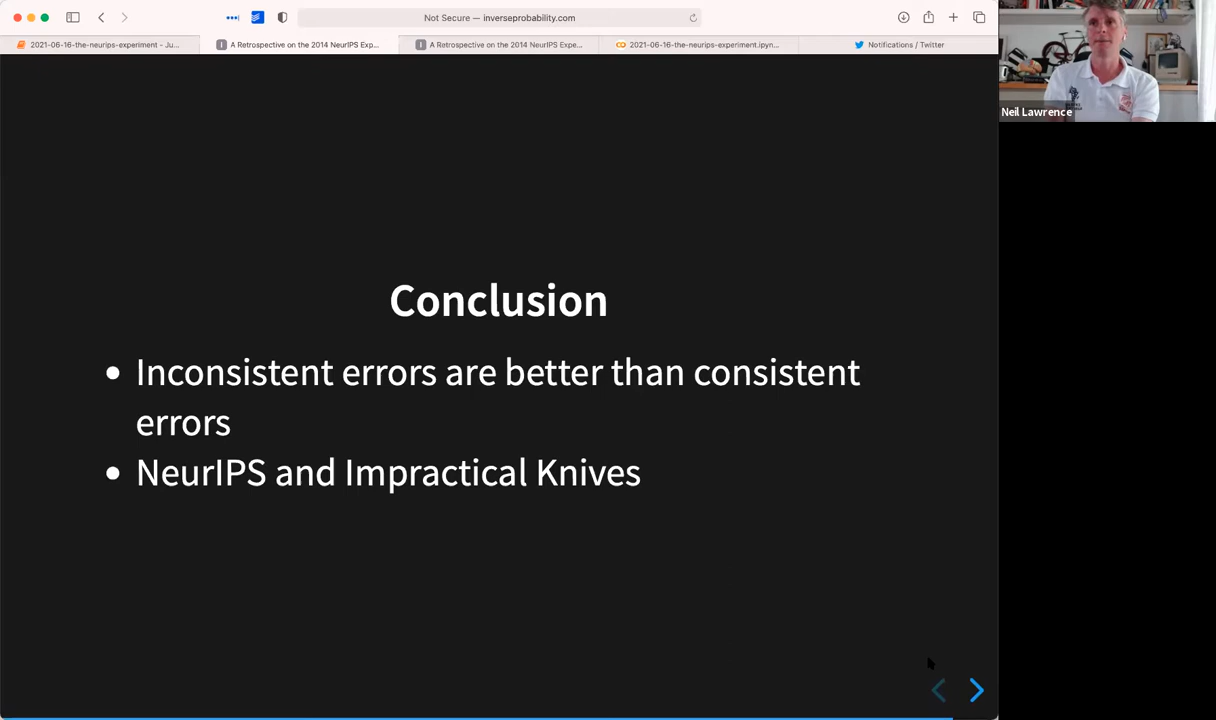 Not Secure — inverseprobability.com
2021-06-16-the-neurips-experiment - Ju...
A Retrospective on the 2014 NeurIPS Exp...
A Retrospective on the 2014 NeurIPS Expe...
2021-06-16-the-neurips-experiment.ipyn...
Notifications / Twitter
Neil Lawrence
Conclusion
• Inconsistent errors are better than consistent
errors
• NeurIPS and Impractical Knives